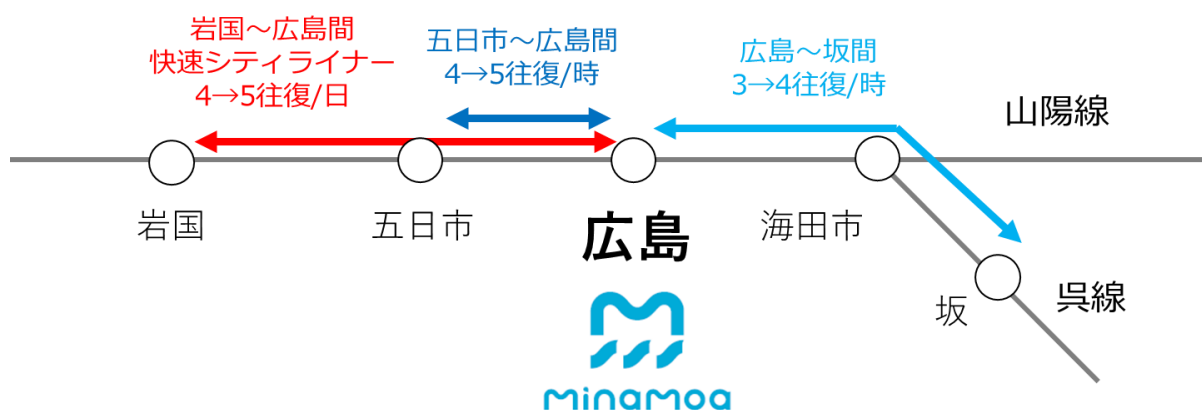 岩国~広島間
快速シティライナー
4→5往復/日
五日市~広島間
4→5往復/時
広島~坂間
3→4往復/時
山陽線
岩国
五日市
広島
海田市
坂
呉線
minamoa